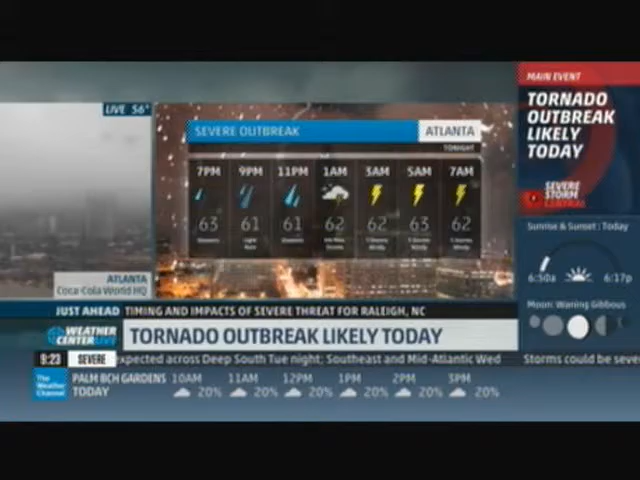 LIVE 56°
SEVERE OUTBREAK
ATLANTA
TONIGHT
7PM 9PM 11PM 1AM 3AM 5AM 7AM
63 61 61 62 62 63 62
Showers Light Rain Showers
ATLANTA
Coca-Cola World HQ
MAIN EVENT
TORNADO
OUTBREAK
LIKELY
TODAY
SEVERE
STORM
CENTRAL
Sunrise & Sunset: Today
6:50a 6:17p
Moon: Waning Gibbous
JUST AHEAD TIMING AND IMPACTS OF SEVERE THREAT FOR RALEIGH, NC
WEATHER
CENTER LIVE
TORNADO OUTBREAK LIKELY TODAY
9:23 SEVERE expected across Deep South Tue night; Southeast and Mid-Atlantic Wed Storms could be seve
The
Weather
Channel
PALM BCH GARDENS 10AM 11AM 12PM 1PM 2PM 3PM
TODAY 20% 20% 20% 20% 20% 20%